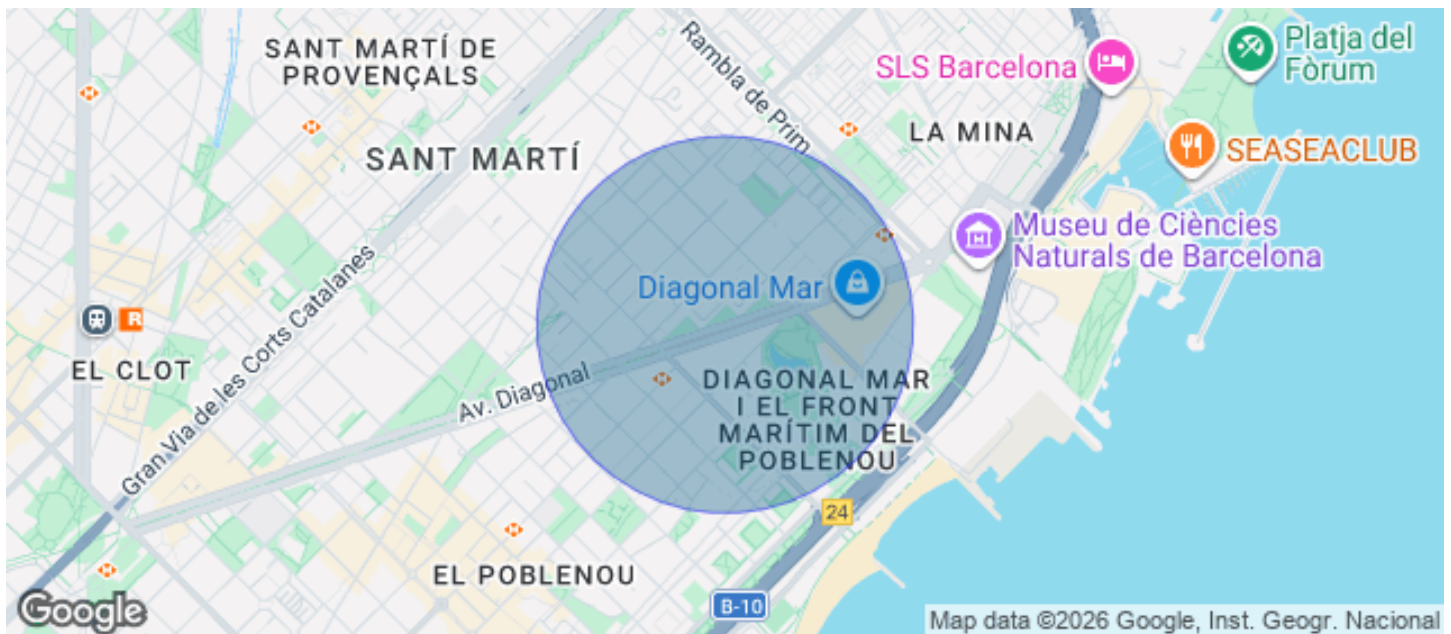 SANT MARTÍ DE
PROVENÇALS
Rambla de Prim
SLS Barcelona
Platja del
Fòrum
SANT MARTÍ
LA MINA
SEASEACLUB
Museu de Ciències
Naturals de Barcelona
Diagonal Mar
Gran Via de les Corts Catalanes
R
EL CLOT
Av. Diagonal
DIAGONAL MAR
I EL FRONT
MARÍTIM DEL
POBLENOU
24
EL POBLENOU
B-10
Google
Map data ©2026 Google, Inst. Geogr. Nacional